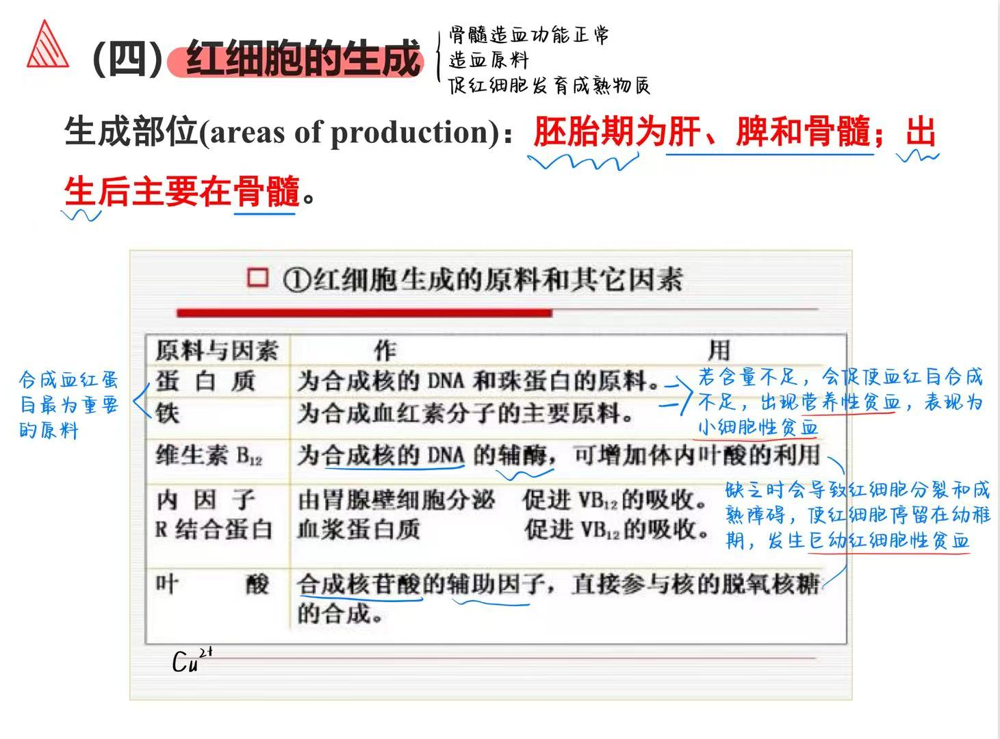 (四) 红细胞的生成
骨髓造血功能正常
造血原料
促红细胞发育成熟物质
生成部位(areas of production)：胚胎期为肝、脾和骨髓；出
生后主要在骨髓。
①红细胞生成的原料和其它因素
原料与因素 作 用
蛋 白 质 为合成核的 DNA 和珠蛋白的原料。
铁 为合成血红素分子的主要原料。
合成血红蛋
白最为重要
的原料
若含量不足，会促使血红白合成
不足，出现营养性贫血，表现为
小细胞性贫血
维生素 B₁₂ 为合成核的 DNA 的辅酶，可增加体内叶酸的利用
内 因 子 由胃腺壁细胞分泌 促进 VB₁₂的吸收。
R 结合蛋白 血浆蛋白质 促进 VB₁₂的吸收。
缺乏时会导致红细胞分裂和成
熟障碍，使红细胞停留在幼稚
期，发生巨幼红细胞性贫血
叶 酸 合成核苷酸的辅助因子，直接参与核的脱氧核糖
的合成。
Cu²⁺